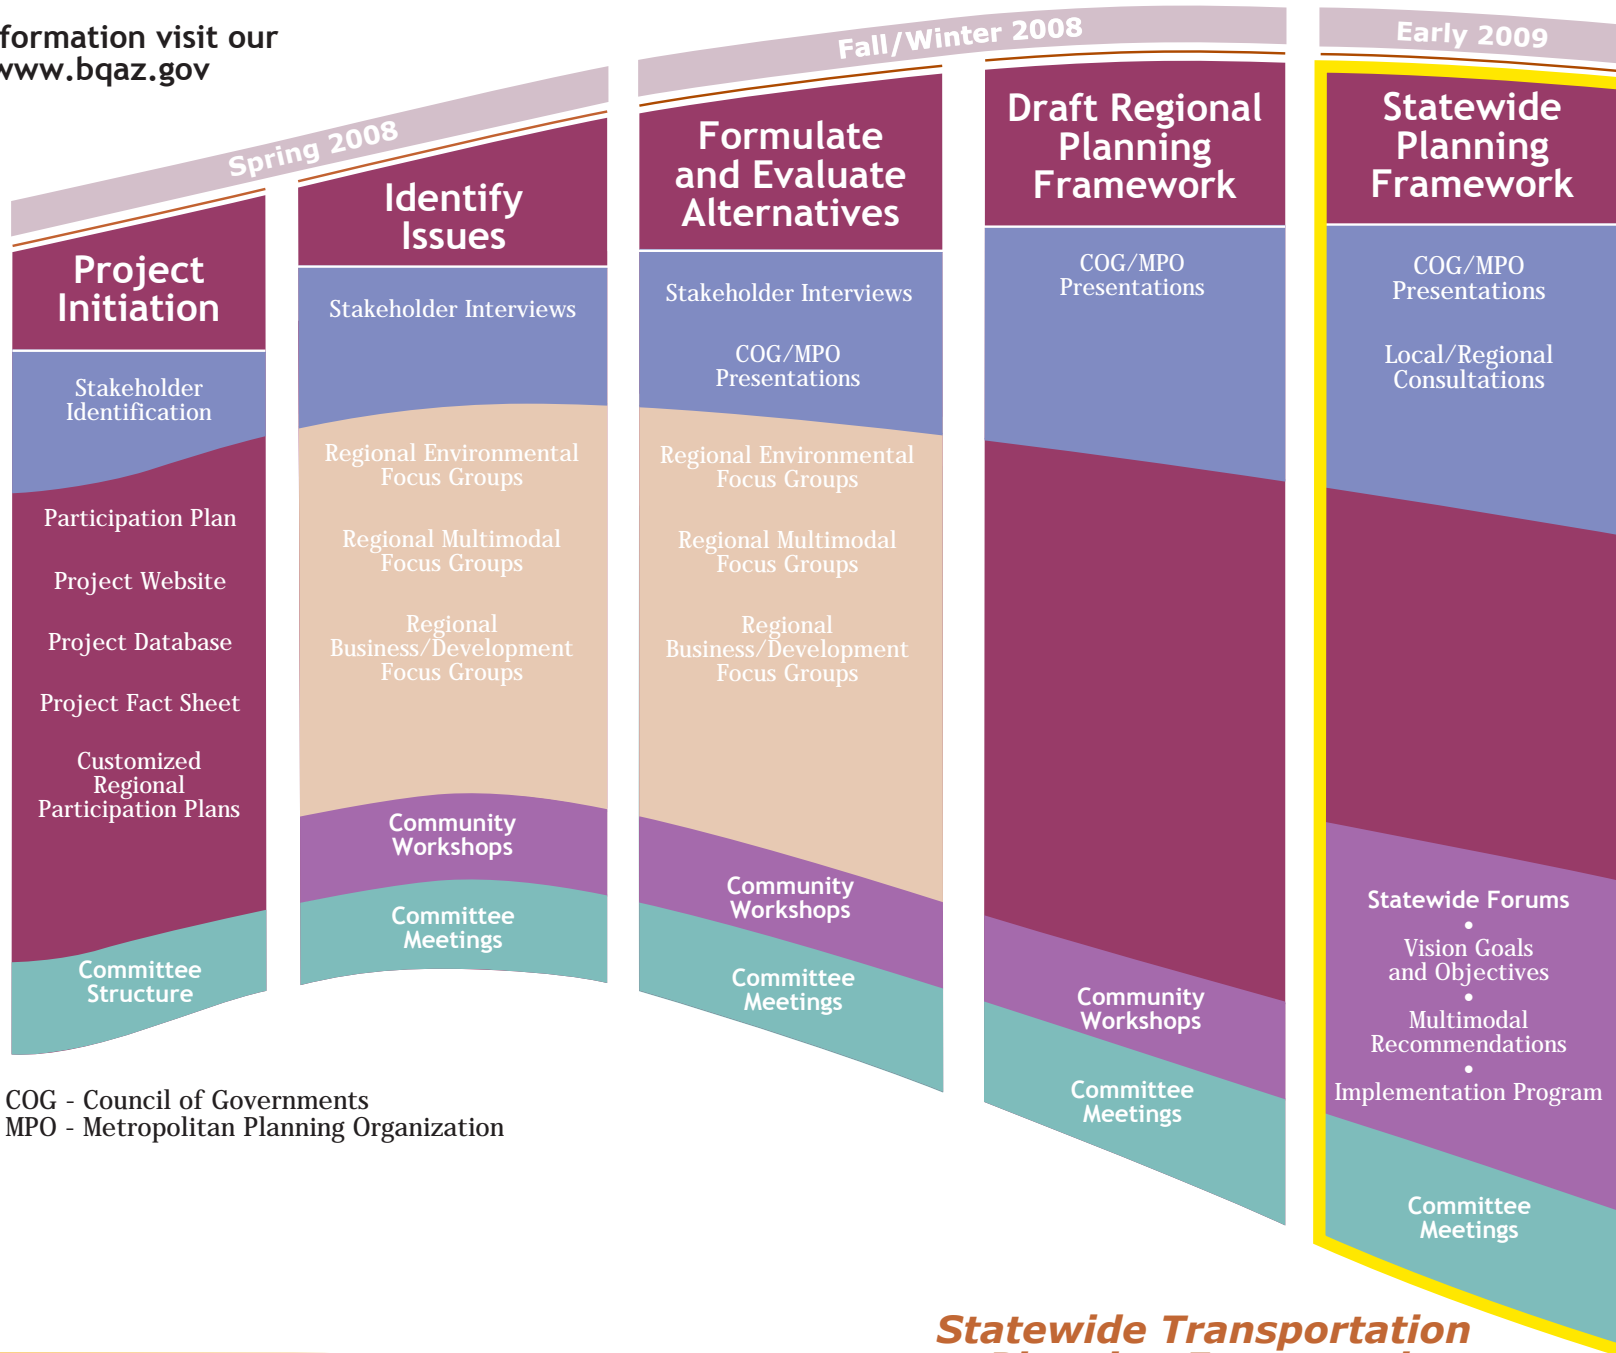 formation visit our
www.bqaz.gov
Spring 2008
Fall/Winter 2008
Early 2009
Project
Initiation
Stakeholder
Identification
Participation Plan
Project Website
Project Database
Project Fact Sheet
Customized
Regional
Participation Plans
Committee
Structure
Identify
Issues
Stakeholder Interviews
Regional Environmental
Focus Groups
Regional Multimodal
Focus Groups
Regional
Business/Development
Focus Groups
Community
Workshops
Committee
Meetings
Formulate
and Evaluate
Alternatives
Stakeholder Interviews
COG/MPO
Presentations
Regional Environmental
Focus Groups
Regional Multimodal
Focus Groups
Regional
Business/Development
Focus Groups
Community
Workshops
Committee
Meetings
Draft Regional
Planning
Framework
COG/MPO
Presentations
Community
Workshops
Committee
Meetings
Statewide
Planning
Framework
COG/MPO
Presentations
Local/Regional
Consultations
Statewide Forums
•
Vision Goals
and Objectives
•
Multimodal
Recommendations
•
Implementation Program
Committee
Meetings
COG - Council of Governments
MPO - Metropolitan Planning Organization
Statewide Transportation